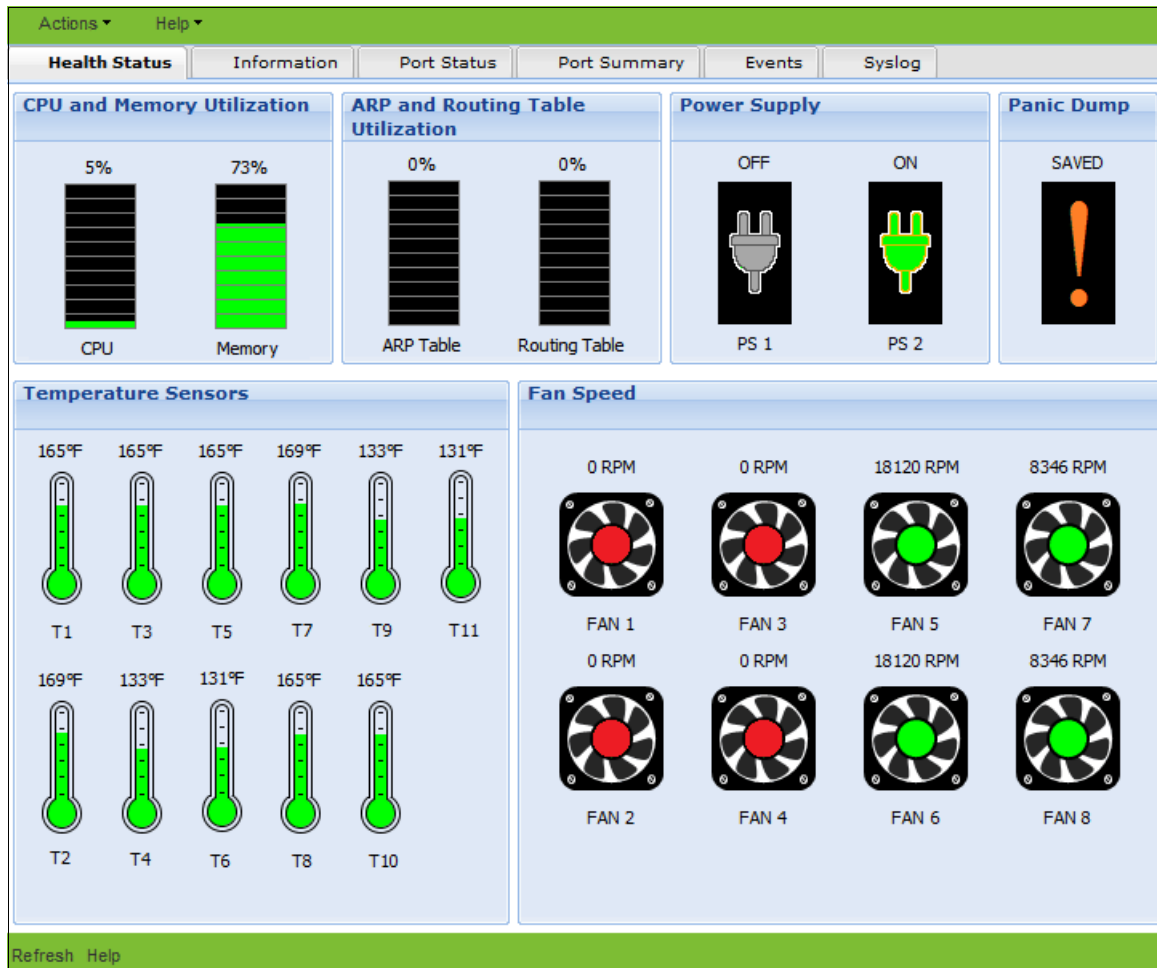 Actions Help
Health Status Information Port Status Port Summary Events Syslog
CPU and Memory Utilization
5% 73%
CPU Memory
ARP and Routing Table
Utilization
0% 0%
ARP Table Routing Table
Power Supply
OFF ON
PS 1 PS 2
Panic Dump
SAVED
Temperature Sensors
165°F 165°F 165°F 169°F 133°F 131°F
T1 T3 T5 T7 T9 T11
169°F 133°F 131°F 165°F 165°F
T2 T4 T6 T8 T10
Fan Speed
0 RPM 0 RPM 18120 RPM 8346 RPM
FAN 1 FAN 3 FAN 5 FAN 7
0 RPM 0 RPM 18120 RPM 8346 RPM
FAN 2 FAN 4 FAN 6 FAN 8
Refresh Help